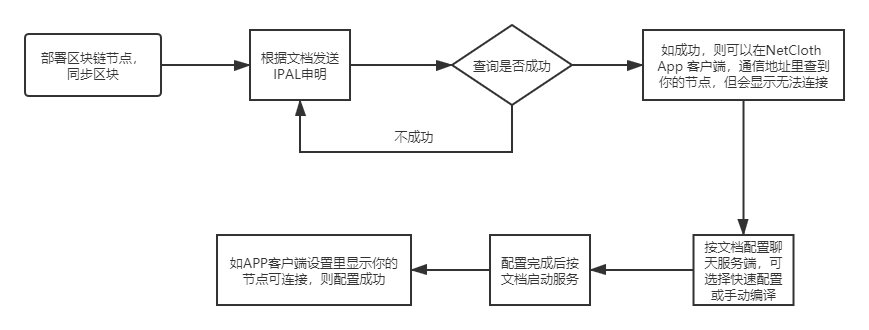 部署区块链节点，
同步区块
根据文档发送
IPAL申明
查询是否成功
不成功
如成功，则可以在NetCloth
App 客户端，通信地址里查到
你的节点，但会显示无法连接
按文档配置聊
天服务端，可
选择快速配置
或手动编译
配置完成后按
文档启动服务
如APP客户端设置里显示你的
节点可连接，则配置成功